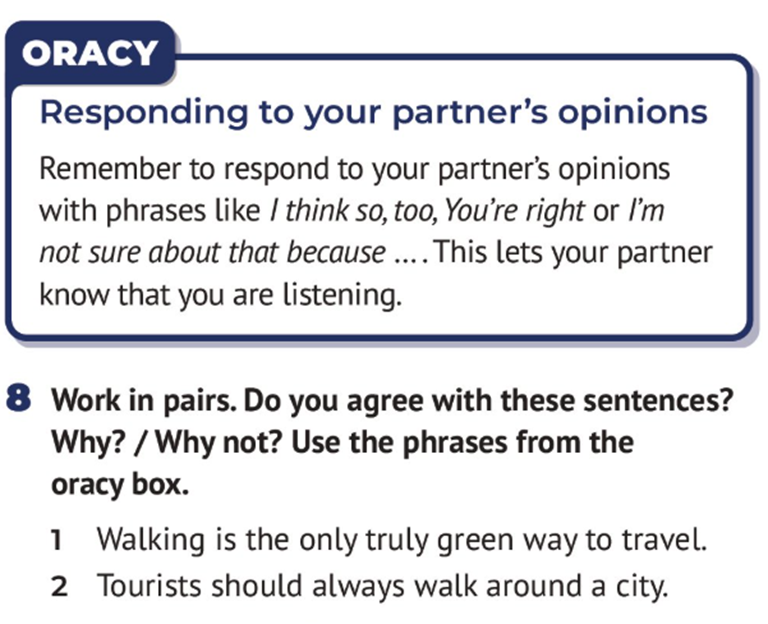 ORACY
Responding to your partner's opinions
Remember to respond to your partner's opinions
with phrases like I think so, too, You're right or I'm
not sure about that because .... This lets your partner
know that you are listening.
8 Work in pairs. Do you agree with these sentences?
Why? / Why not? Use the phrases from the
oracy box.
1 Walking is the only truly green way to travel.
2 Tourists should always walk around a city.